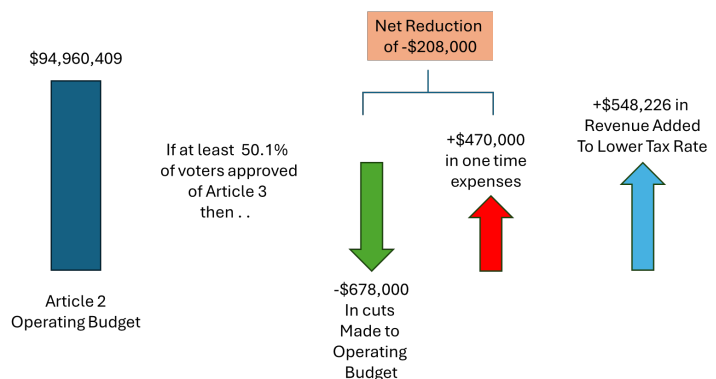 $94,960,409
Article 2
Operating Budget
If at least  50.1%
of voters approved
of Article 3
then . .
Net Reduction
of -$208,000
-$678,000
In cuts
Made to
Operating
Budget
+$470,000
in one time
expenses
+$548,226 in
Revenue Added
To Lower Tax Rate